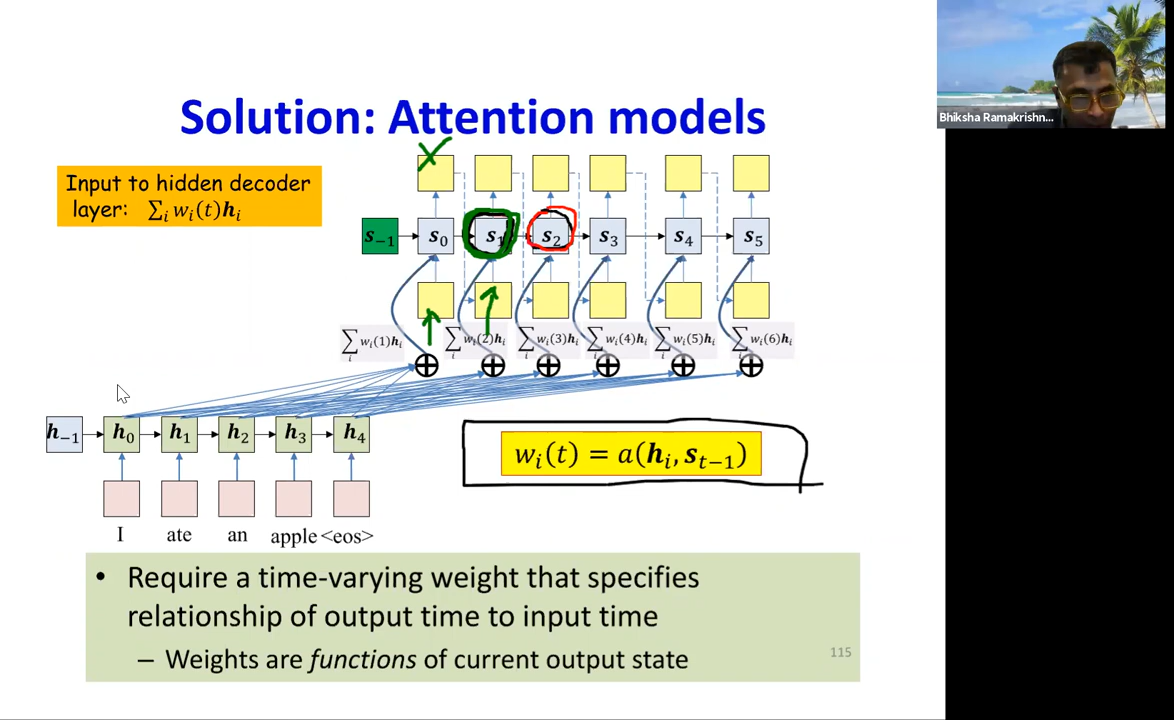 Bhiksha Ramakrishn...
Solution: Attention models
Input to hidden decoder
layer: ∑ᵢ wᵢ(t)hᵢ
s₋₁ s₀ s₁ s₂ s₃ s₄ s₅
∑ᵢ wᵢ(1)hᵢ ∑ᵢ wᵢ(2)hᵢ ∑ᵢ wᵢ(3)hᵢ ∑ᵢ wᵢ(4)hᵢ ∑ᵢ wᵢ(5)hᵢ ∑ᵢ wᵢ(6)hᵢ
h₋₁ h₀ h₁ h₂ h₃ h₄
wᵢ(t) = a(hᵢ, sₜ₋₁)
I ate an apple <eos>
• Require a time-varying weight that specifies
relationship of output time to input time
– Weights are functions of current output state
115